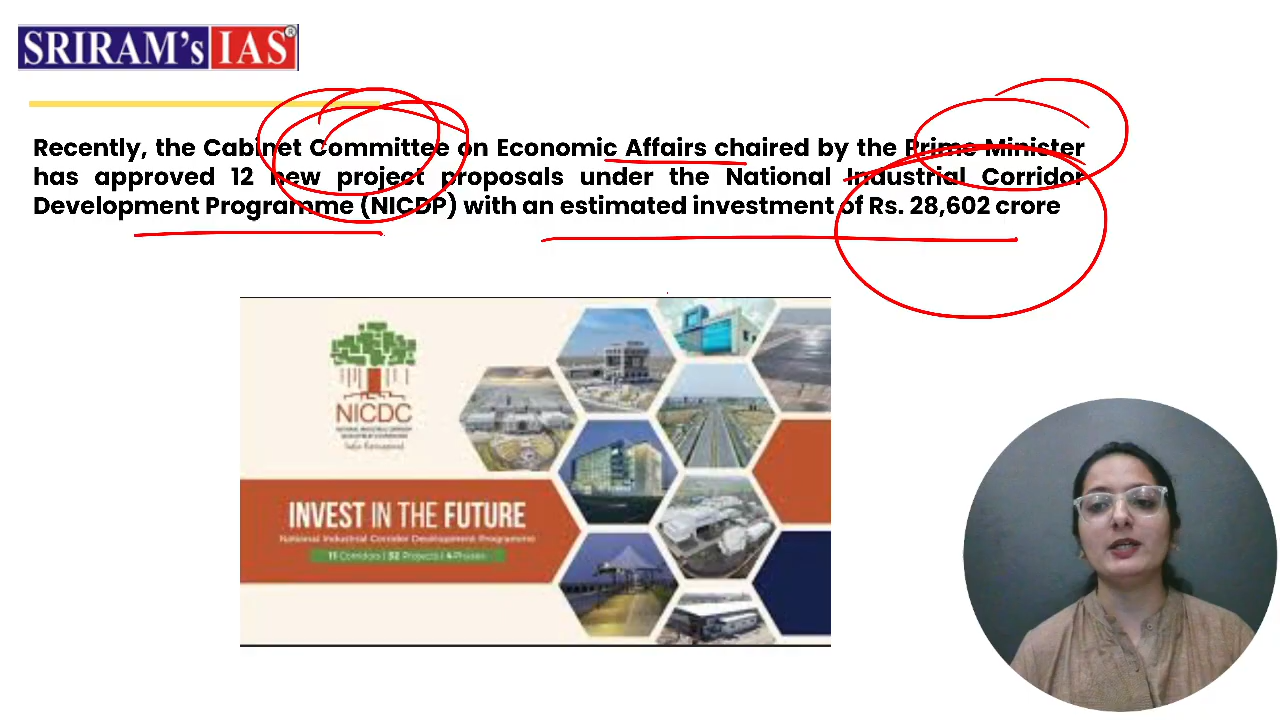 SRIRAM's IAS®
Recently, the Cabinet Committee on Economic Affairs chaired by the Prime Minister
has approved 12 new project proposals under the National Industrial Corridor
Development Programme (NICDP) with an estimated investment of Rs. 28,602 crore
NICDC
INVEST IN THE FUTURE
National Industrial Corridor Development Programme
11 Corridors | 32 Projects | 4 Phases